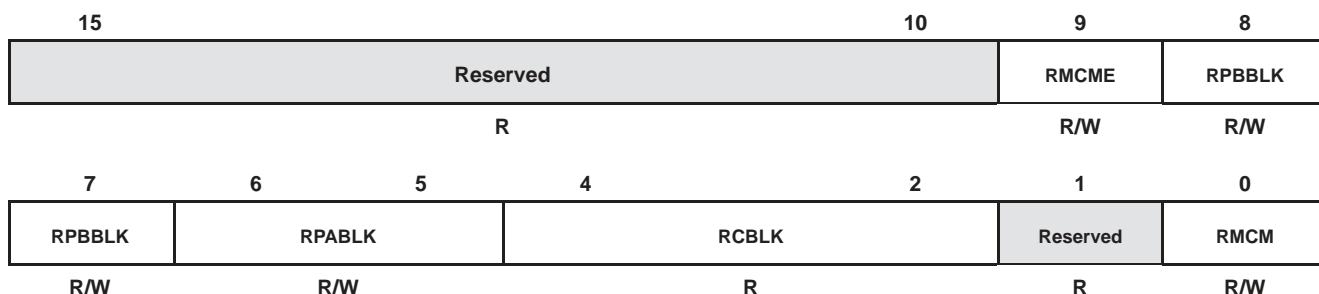 15 10 9 8
Reserved RMCME RPBBLK
R R/W R/W
7 6 5 4 2 1 0
RPBBLK RPABLK RCBLK Reserved RMCM
R/W R/W R R R/W